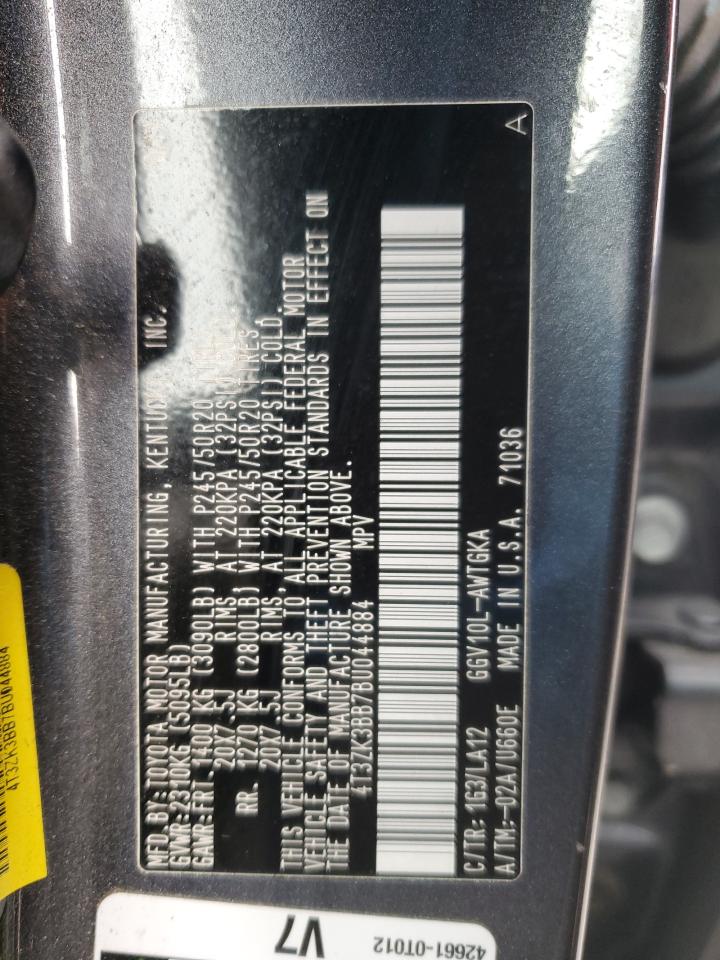 MFD. BY: TOYOTA MOTOR MANUFACTURING, KENTUCKY, INC.
GVWR: 2310KG (5095LB)
GAWR: FRT. 1400 KG (3090LB) WITH P245/50R20
20X7.5J RIMS, AT 220KPA (32PSI)
RR. 1270 KG (2800LB) WITH P245/50R20 TIRES,
20X7.5J RIMS, AT 220KPA (32PSI) COLD.
THIS VEHICLE CONFORMS TO ALL APPLICABLE FEDERAL MOTOR
VEHICLE SAFETY AND THEFT PREVENTION STANDARDS IN EFFECT ON
THE DATE OF MANUFACTURE SHOWN ABOVE.
4T3ZK3BB7BU044884 MPV
C/TR: 1G3/LA12 GGV10L-AWTGKA
A/TM:-02A/U660E MADE IN U.S.A. 71036
A
4T3ZK3BB7BU044884
V7
42661-0T012